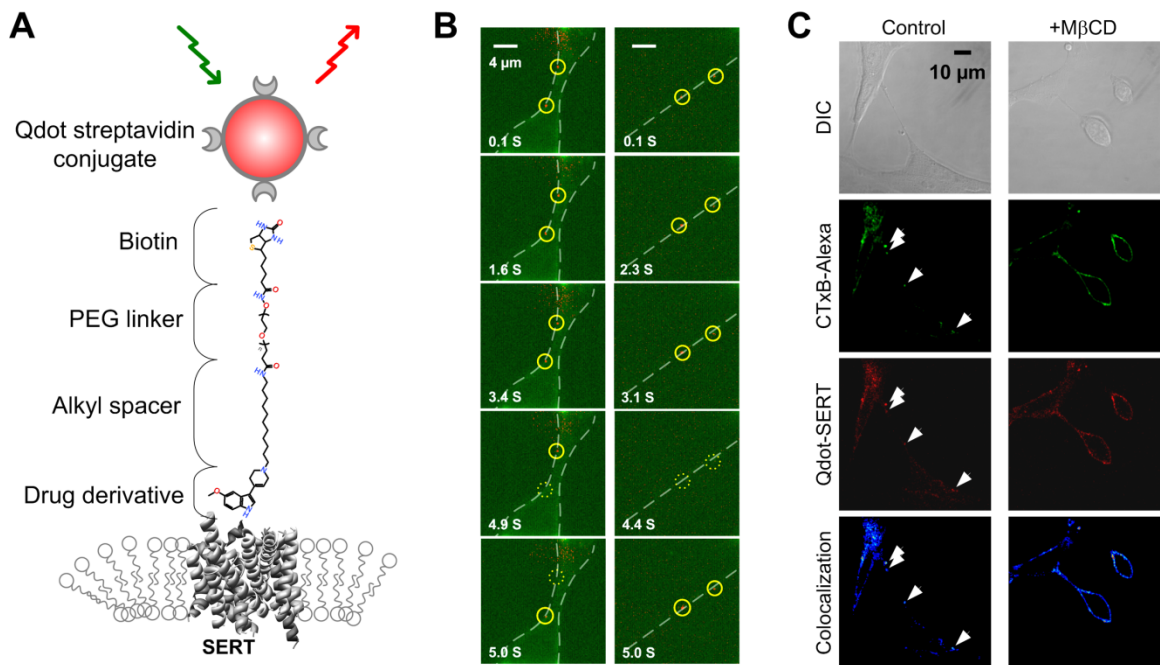 A
Qdot streptavidin
conjugate
Biotin
PEG linker
Alkyl spacer
Drug derivative
SERT
B
4 µm
0.1 S
0.1 S
1.6 S
2.3 S
3.4 S
3.1 S
4.9 S
4.4 S
5.0 S
5.0 S
C
Control
+MβCD
10 µm
DIC
CTxB-Alexa
Qdot-SERT
Colocalization